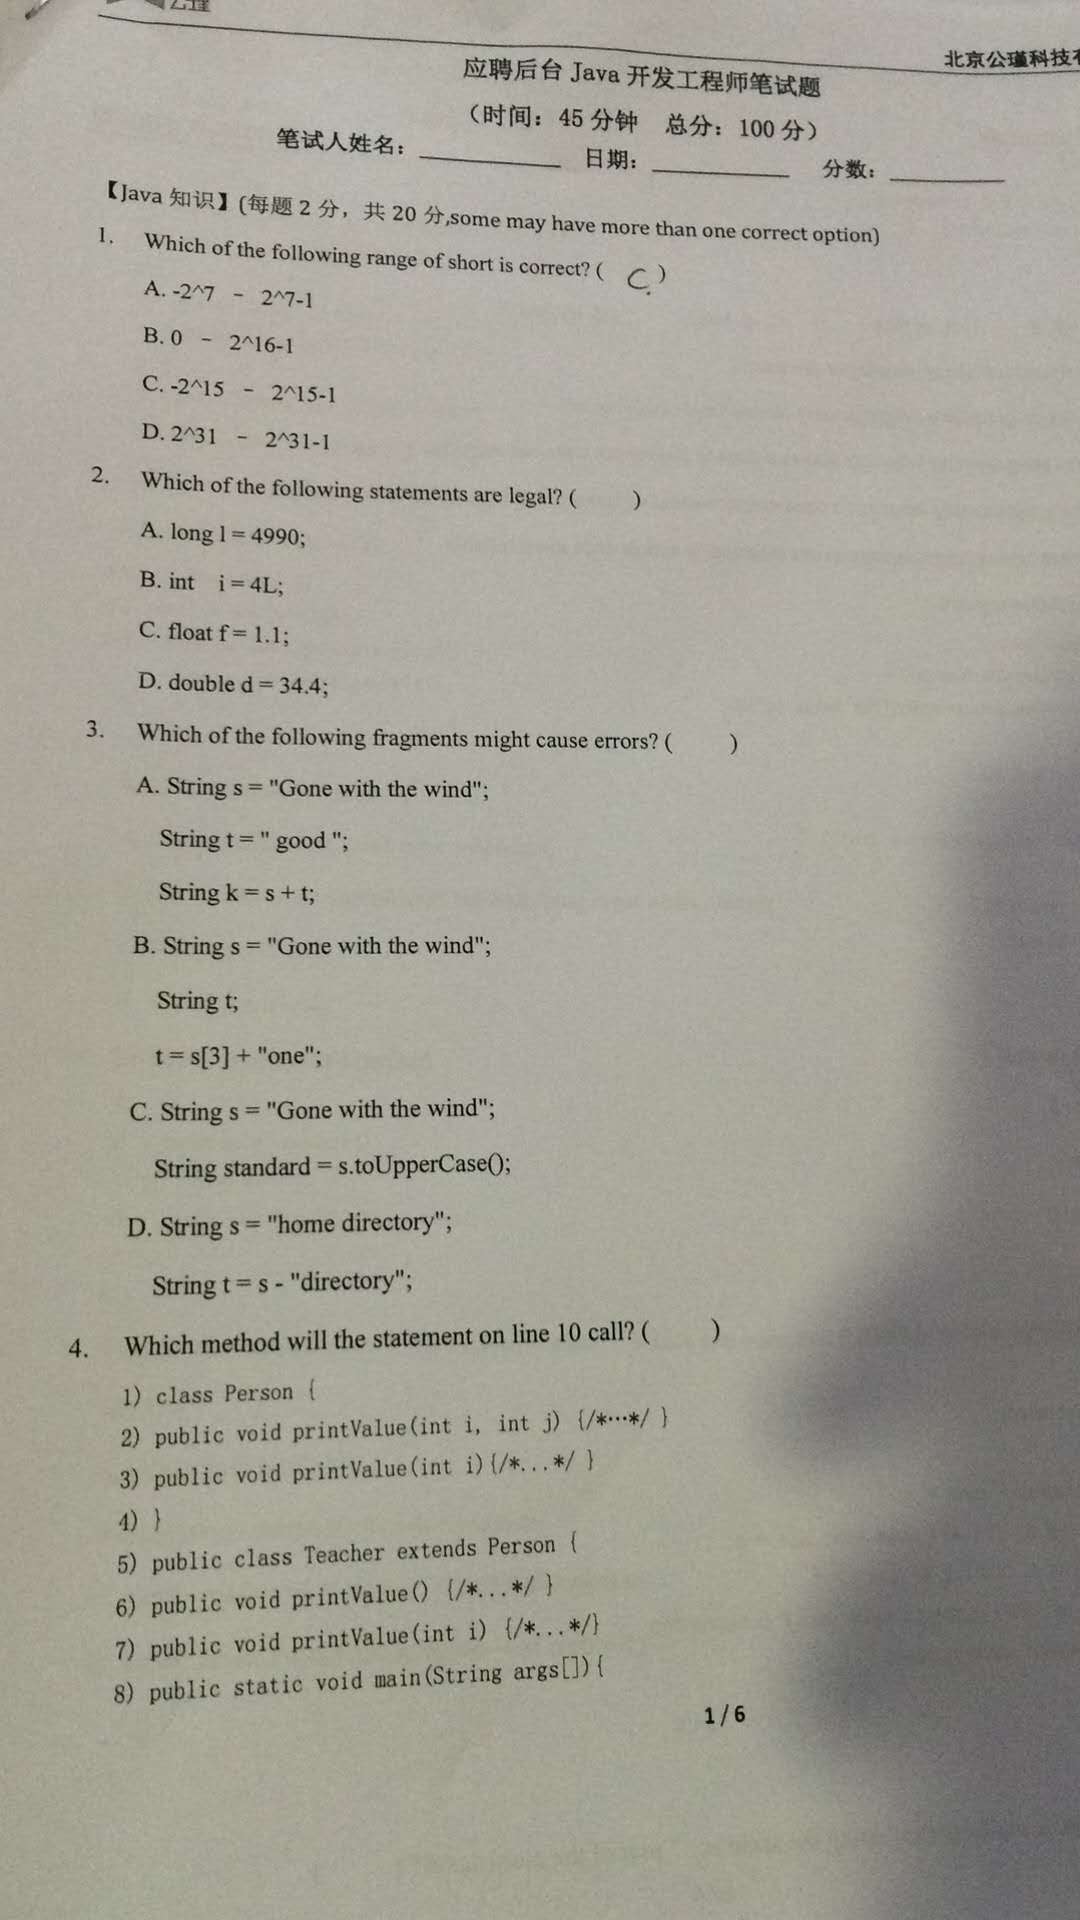 北京公瑾科技
应聘后台 Java 开发工程师笔试题
（时间：45 分钟 总分：100 分）
笔试人姓名：__________ 日期：__________ 分数：__________
【Java 知识】(每题 2 分，共 20 分,some may have more than one correct option)
1. Which of the following range of short is correct? ( C. )
A. -2^7 - 2^7-1
B. 0 - 2^16-1
C. -2^15 - 2^15-1
D. 2^31 - 2^31-1
2. Which of the following statements are legal? ( )
A. long l = 4990;
B. int i = 4L;
C. float f = 1.1;
D. double d = 34.4;
3. Which of the following fragments might cause errors? ( )
A. String s = "Gone with the wind";
String t = " good ";
String k = s + t;
B. String s = "Gone with the wind";
String t;
t = s[3] + "one";
C. String s = "Gone with the wind";
String standard = s.toUpperCase();
D. String s = "home directory";
String t = s - "directory";
4. Which method will the statement on line 10 call? ( )
1) class Person {
2) public void printValue(int i, int j) {/*…*/ }
3) public void printValue(int i){/*...*/ }
4) }
5) public class Teacher extends Person {
6) public void printValue() {/*...*/ }
7) public void printValue(int i) {/*...*/}
8) public static void main(String args[]){
1 / 6